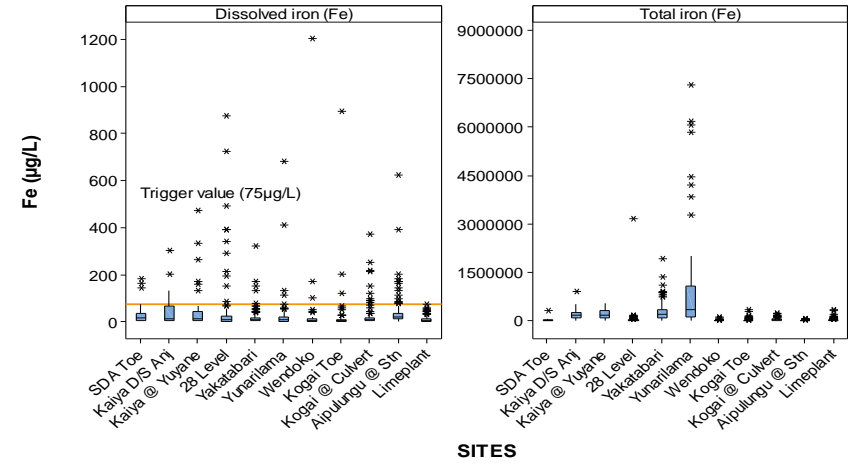 Dissolved iron (Fe)
Total iron (Fe)
Fe (µg/L)
1200
1000
800
600
400
200
0
Trigger value (75µg/L)
9000000
7500000
6000000
4500000
3000000
1500000
0
SDA Toe
Kaiya D/S Anj
Kaiya @ Yuyane
28 Level
Yakatabari
Yunarilama
Wendoko
Kogai Toe
Kogai @ Culvert
Aipulungu @ Stn
Limeplant
SDA Toe
Kaiya D/S Anj
Kaiya @ Yuyane
28 Level
Yakatabari
Yunarilama
Wendoko
Kogai Toe
Kogai @ Culvert
Aipulungu @ Stn
Limeplant
SITES